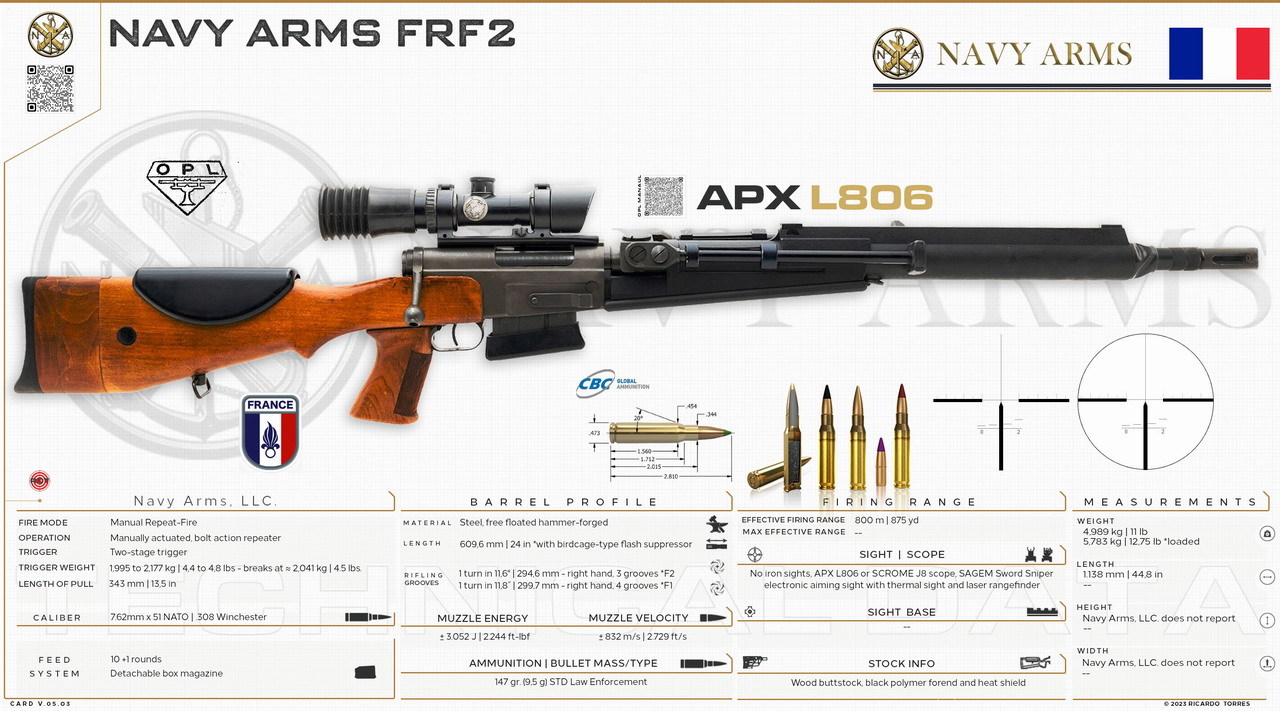 NAVY ARMS FRF2
N A
N A NAVY ARMS
OPL
OPL MANAUL
APX L806
NAVY ARMS
FRANCE
CBC GLOBAL
AMMUNITION
.454
20°
.344
.473
1.560
1.712
2.015
2.810
8 2
8 2
Navy Arms, LLC.
FIRE MODE Manual Repeat-Fire
OPERATION Manually actuated, bolt action repeater
TRIGGER Two-stage trigger
TRIGGER WEIGHT 1,995 to 2,177 kg | 4.4 to 4.8 lbs - breaks at ≈ 2,041 kg | 4.5 lbs.
LENGTH OF PULL 343 mm | 13,5 in
CALIBER 7.62mm x 51 NATO | 308 Winchester
FEED
SYSTEM
10 +1 rounds
Detachable box magazine
BARREL PROFILE
MATERIAL Steel, free floated hammer-forged
LENGTH 609,6 mm | 24 in *with birdcage-type flash suppressor
RIFLING
GROOVES
1 turn in 11,6" | 294,6 mm - right hand, 3 grooves *F2
1 turn in 11,8" | 299,7 mm - right hand, 4 grooves *F1
MUZZLE ENERGY MUZZLE VELOCITY
± 3.052 J | 2.244 ft-lbf ± 832 m/s | 2.729 ft/s
AMMUNITION | BULLET MASS/TYPE
147 gr. (9,5 g) STD Law Enforcement
FIRING RANGE
EFFECTIVE FIRING RANGE 800 m | 875 yd
MAX EFFECTIVE RANGE --
SIGHT | SCOPE
No iron sights, APX L806 or SCROME J8 scope, SAGEM Sword Sniper
electronic aiming sight with thermal sight and laser rangefinder
SIGHT BASE
--
STOCK INFO
Wood buttstock, black polymer forend and heat shield
MEASUREMENTS
WEIGHT
4,989 kg | 11 lb
5,783 kg | 12.75 lb *loaded
LENGTH
1.138 mm | 44,8 in
--
HEIGHT
Navy Arms, LLC. does not report
--
WIDTH
Navy Arms, LLC. does not report
--
TECHNICAL DATA
CARD V.05.03
© 2023 RICARDO TORRES